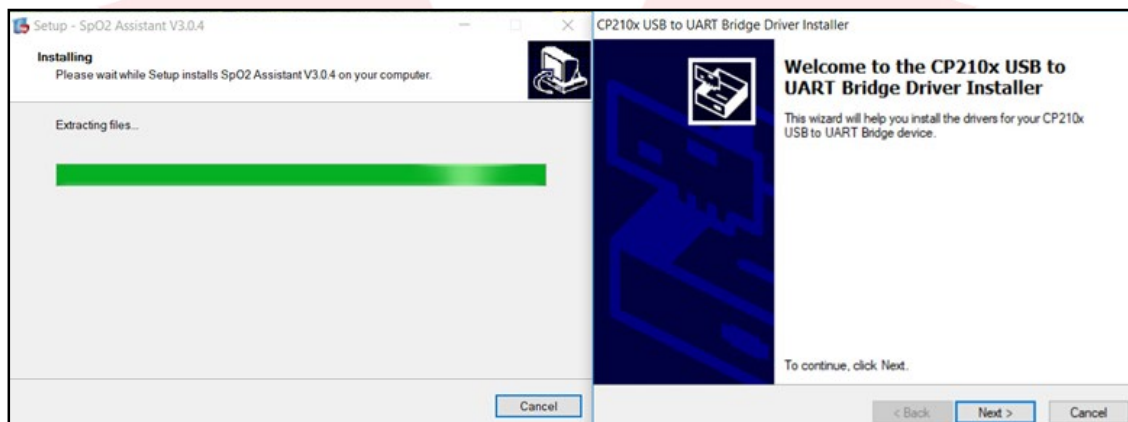 Setup - SpO2 Assistant V3.0.4
Installing
Please wait while Setup installs SpO2 Assistant V3.0.4 on your computer.
Extracting files...
Cancel
CP210x USB to UART Bridge Driver Installer
Welcome to the CP210x USB to
UART Bridge Driver Installer
This wizard will help you install the drivers for your CP210x
USB to UART Bridge device.
To continue, click Next.
< Back
Next >
Cancel